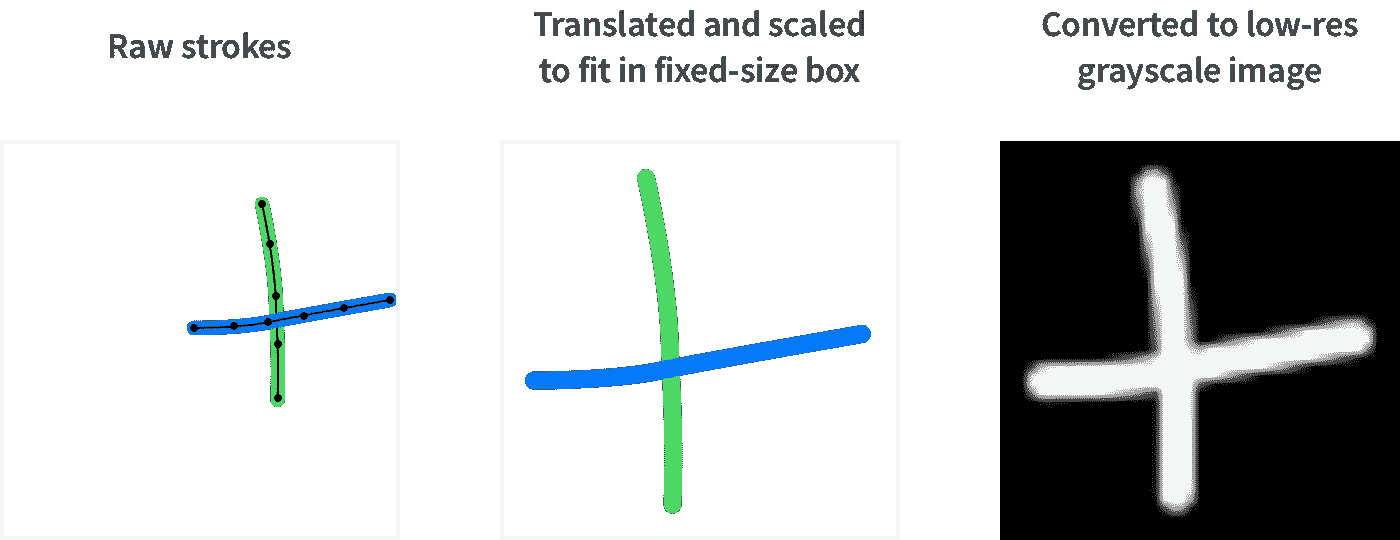 Raw strokes
Translated and scaled
to fit in fixed-size box
Converted to low-res
grayscale image